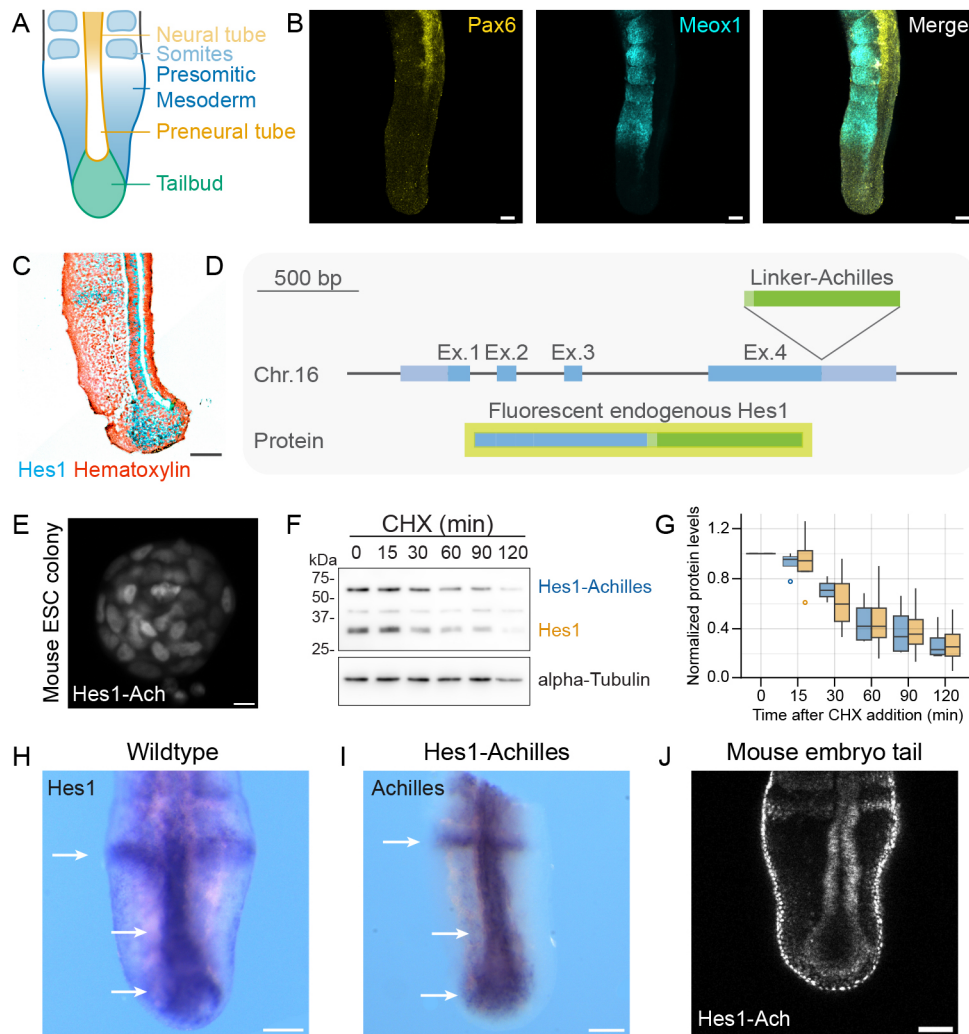 A
Neural tube
Somites
Presomitic
Mesoderm
Preneural tube
Tailbud
B
Pax6
Meox1
Merge
C
Hes1 Hematoxylin
D
500 bp
Linker-Achilles
Ex.1 Ex.2 Ex.3 Ex.4
Chr.16
Fluorescent endogenous Hes1
Protein
E
Mouse ESC colony
Hes1-Ach
F
CHX (min)
0 15 30 60 90 120
kDa
75-
50-
37-
25-
Hes1-Achilles
Hes1
alpha-Tubulin
G
Normalized protein levels
1.2
0.8
0.4
0.0
0 15 30 60 90 120
Time after CHX addition (min)
H
Wildtype
Hes1
I
Hes1-Achilles
Achilles
J
Mouse embryo tail
Hes1-Ach